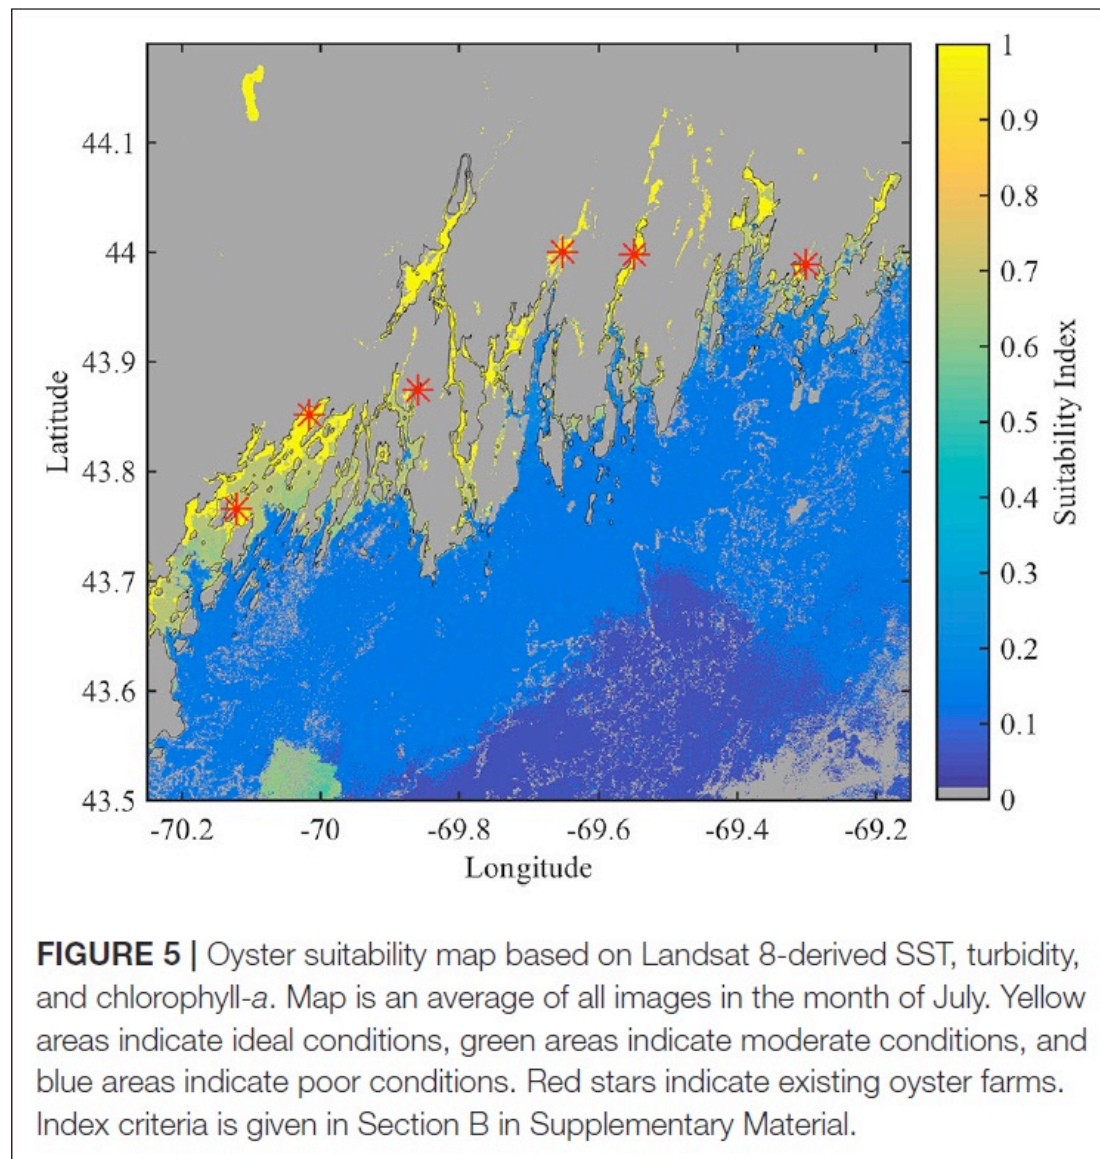 44.1
44
43.9
43.8
43.7
43.6
43.5
Latitude
-70.2 -70 -69.8 -69.6 -69.4 -69.2
Longitude
1
0.9
0.8
0.7
0.6
0.5
0.4
0.3
0.2
0.1
0
Suitability Index
FIGURE 5 | Oyster suitability map based on Landsat 8-derived SST, turbidity,
and chlorophyll-a. Map is an average of all images in the month of July. Yellow
areas indicate ideal conditions, green areas indicate moderate conditions, and
blue areas indicate poor conditions. Red stars indicate existing oyster farms.
Index criteria is given in Section B in Supplementary Material.